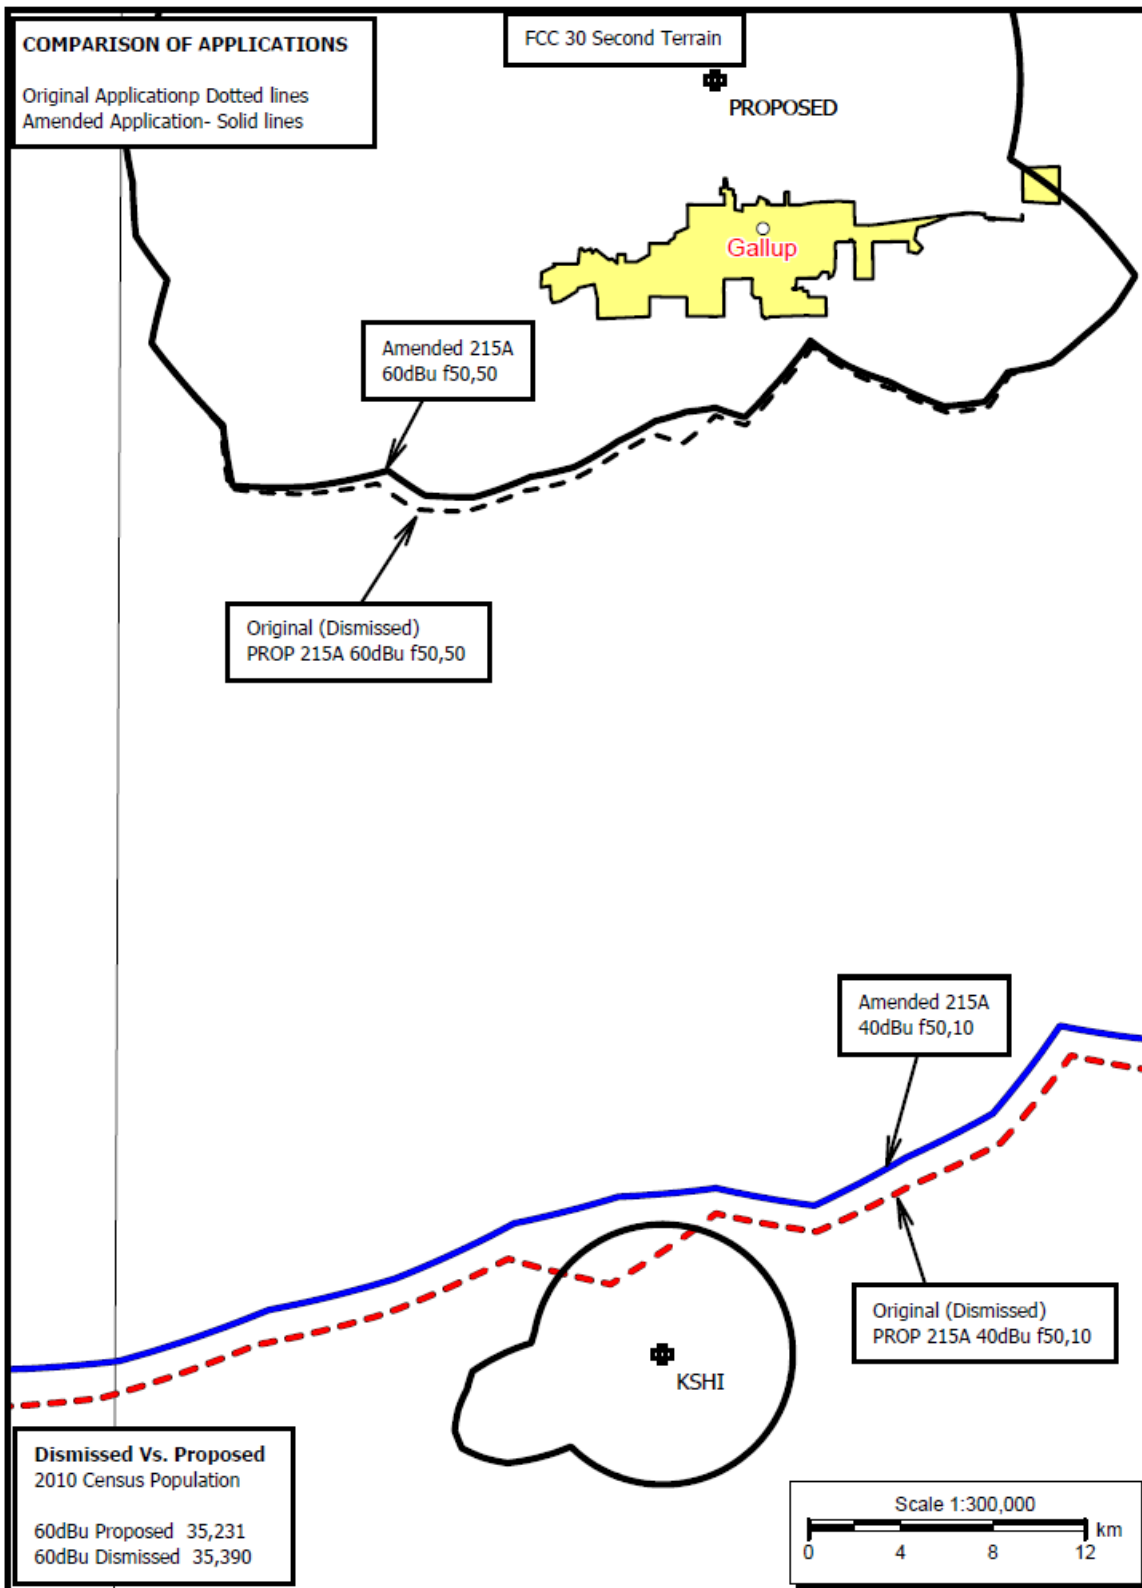 COMPARISON OF APPLICATIONS
Original Applicationp Dotted lines
Amended Application- Solid lines
FCC 30 Second Terrain
PROPOSED
Gallup
Amended 215A
60dBu f50,50
Original (Dismissed)
PROP 215A 60dBu f50,50
Amended 215A
40dBu f50,10
Original (Dismissed)
PROP 215A 40dBu f50,10
KSHI
Dismissed Vs. Proposed
2010 Census Population
60dBu Proposed 35,231
60dBu Dismissed 35,390
Scale 1:300,000
km
0 4 8 12